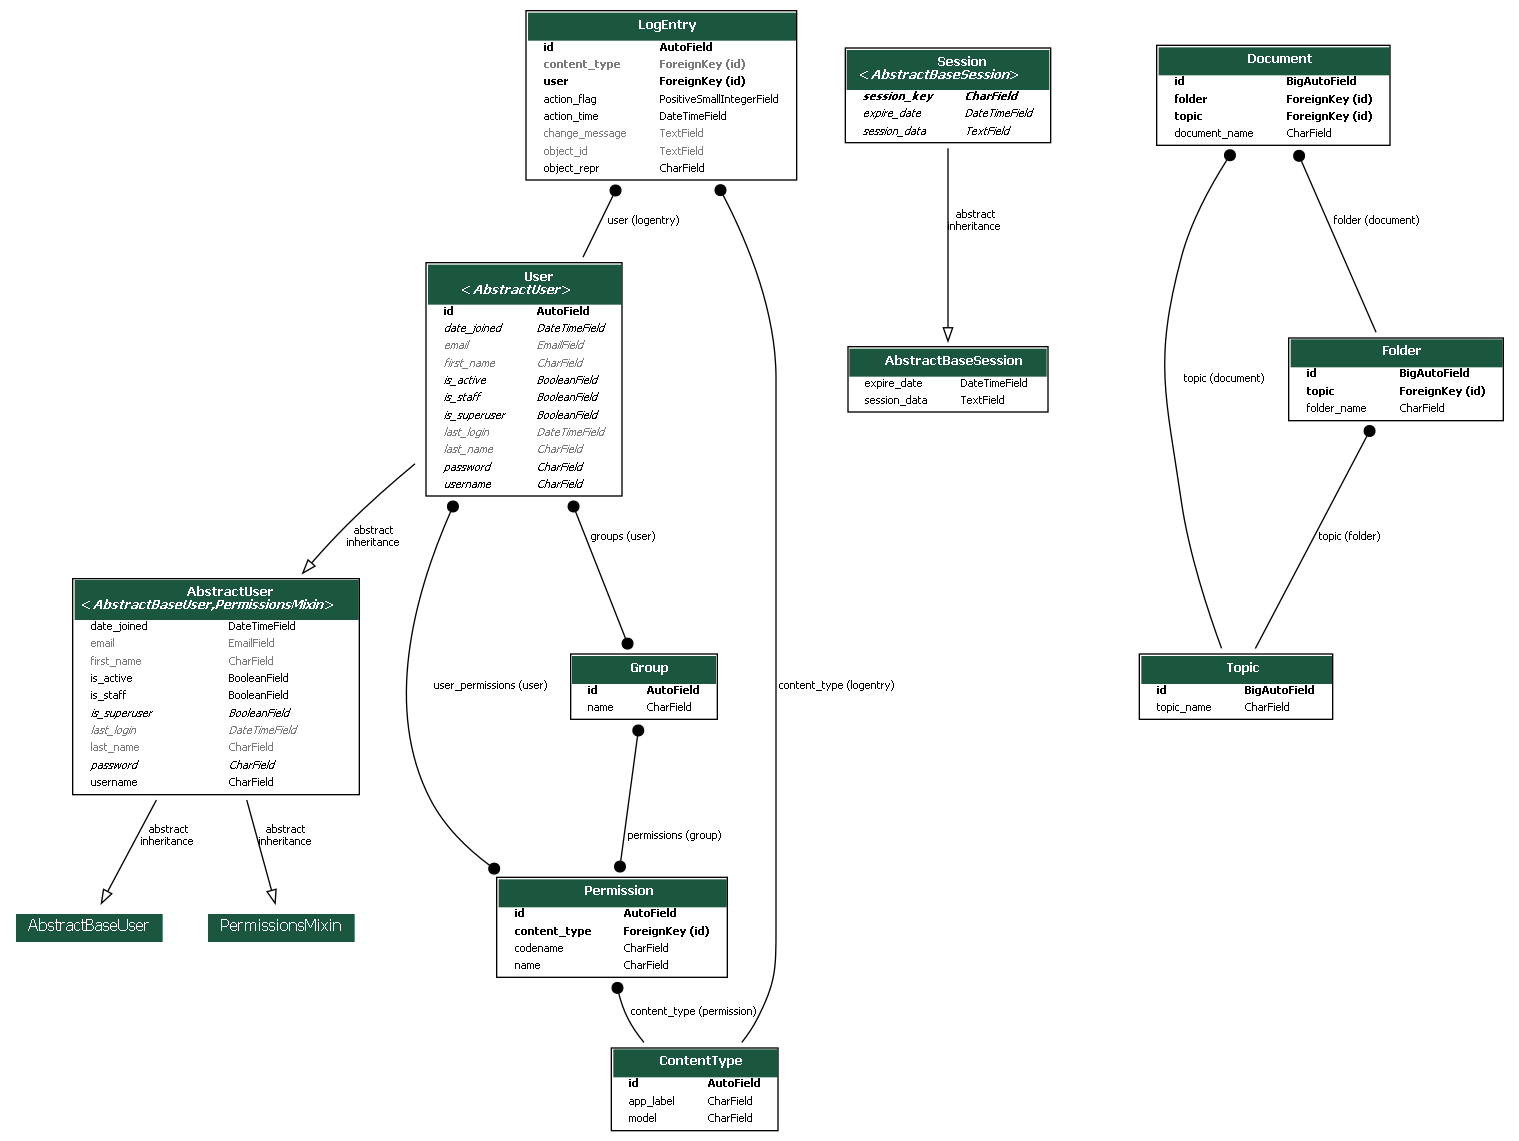 LogEntry
id AutoField
content_type ForeignKey (id)
user ForeignKey (id)
action_flag PositiveSmallIntegerField
action_time DateTimeField
change_message TextField
object_id TextField
object_repr CharField
user (logentry)
User
<AbstractUser>
id AutoField
date_joined DateTimeField
email EmailField
first_name CharField
is_active BooleanField
is_staff BooleanField
is_superuser BooleanField
last_login DateTimeField
last_name CharField
password CharField
username CharField
abstract
inheritance
groups (user)
AbstractUser
<AbstractBaseUser,PermissionsMixin>
date_joined DateTimeField
email EmailField
first_name CharField
is_active BooleanField
is_staff BooleanField
is_superuser BooleanField
last_login DateTimeField
last_name CharField
password CharField
username CharField
abstract
inheritance
abstract
inheritance
AbstractBaseUser
PermissionsMixin
user_permissions (user)
Group
id AutoField
name CharField
content_type (logentry)
permissions (group)
Permission
id AutoField
content_type ForeignKey (id)
codename CharField
name CharField
content_type (permission)
ContentType
id AutoField
app_label CharField
model CharField
Session
<AbstractBaseSession>
session_key CharField
expire_date DateTimeField
session_data TextField
abstract
inheritance
AbstractBaseSession
expire_date DateTimeField
session_data TextField
Document
id BigAutoField
folder ForeignKey (id)
topic ForeignKey (id)
document_name CharField
folder (document)
topic (document)
Folder
id BigAutoField
topic ForeignKey (id)
folder_name CharField
topic (folder)
Topic
id BigAutoField
topic_name CharField